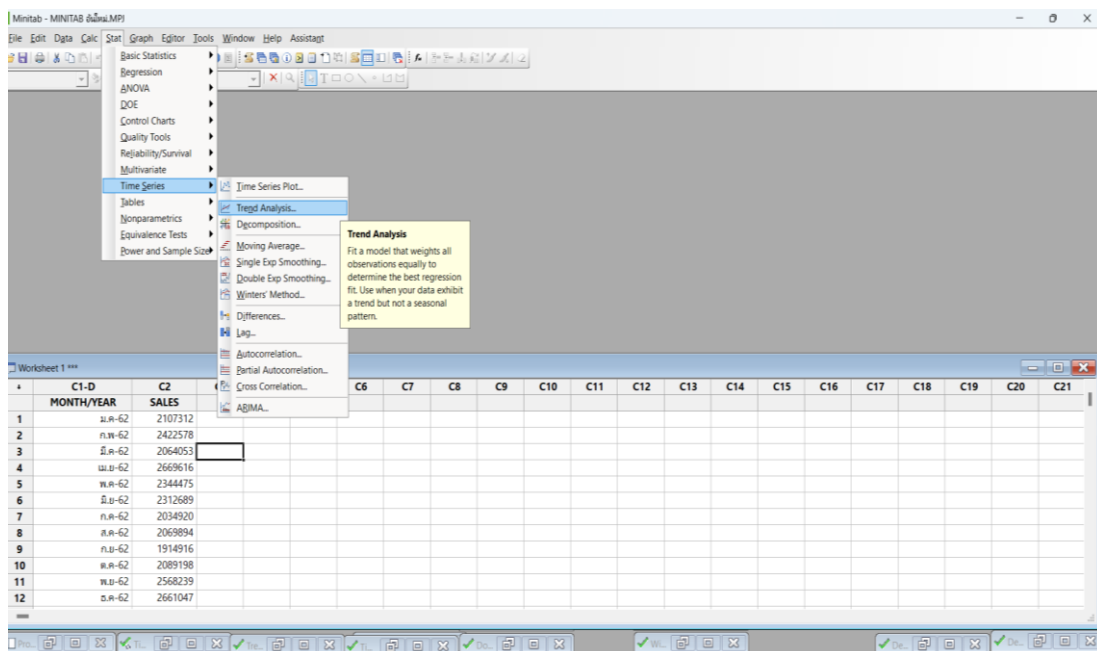 Minitab - MINITAB อันใหม่.MPJ
File Edit Data Calc Stat Graph Editor Tools Window Help Assistant
Basic Statistics
Regression
ANOVA
DOE
Control Charts
Quality Tools
Reliability/Survival
Multivariate
Time Series
Tables
Nonparametrics
Equivalence Tests
Power and Sample Size
Time Series Plot...
Trend Analysis...
Decomposition...
Moving Average...
Single Exp Smoothing...
Double Exp Smoothing...
Winters' Method...
Differences...
Lag...
Autocorrelation...
Partial Autocorrelation...
Cross Correlation...
ARIMA...
Trend Analysis
Fit a model that weights all
observations equally to
determine the best regression
fit. Use when your data exhibit
a trend but not a seasonal
pattern.
Worksheet 1 ***
C1-D C2 C6 C7 C8 C9 C10 C11 C12 C13 C14 C15 C16 C17 C18 C19 C20 C21
MONTH/YEAR SALES
1 ม.ค-62 2107312
2 ก.พ-62 2422578
3 มี.ค-62 2064053
4 เม.ย-62 2669616
5 พ.ค-62 2344475
6 มิ.ย-62 2312689
7 ก.ค-62 2034920
8 ส.ค-62 2069894
9 ก.ย-62 1914916
10 ต.ค-62 2089198
11 พ.ย-62 2568239
12 ธ.ค-62 2661047
Pro... Ti... Tre... Ti... Do... Wi... De... De...